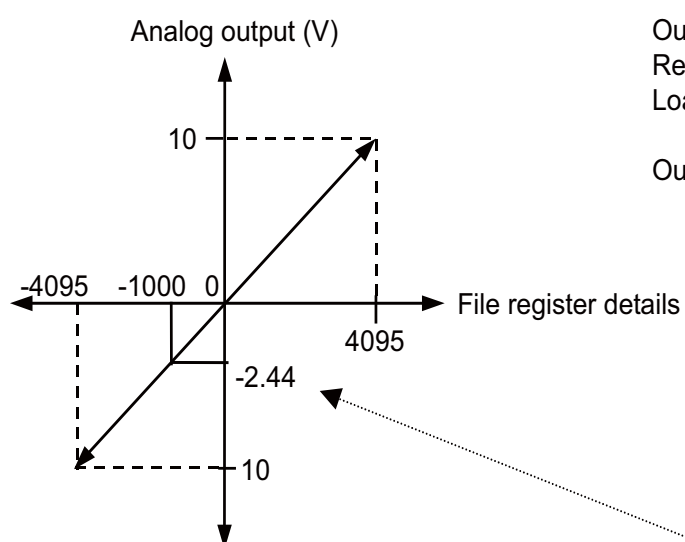 Analog output (V)
Ou
Re
Loa
Ou
10
-4095
-1000
0
File register details
4095
-2.44
10